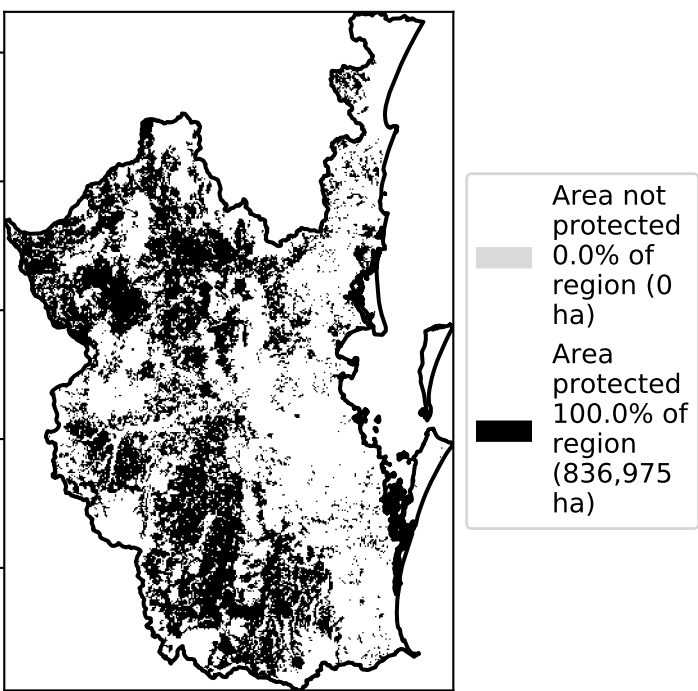 Area not
protected
0.0% of
region (0
ha)
Area
protected
100.0% of
region
(836,975
ha)